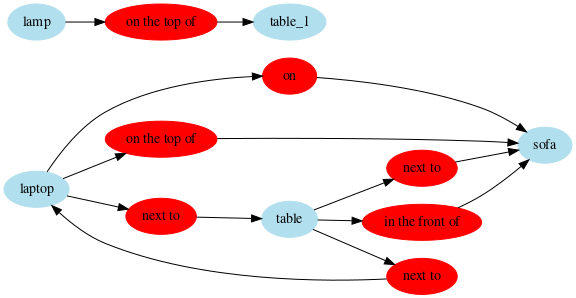 lamp
on the top of
table_1
on
on the top of
sofa
next to
laptop
next to
table
in the front of
next to